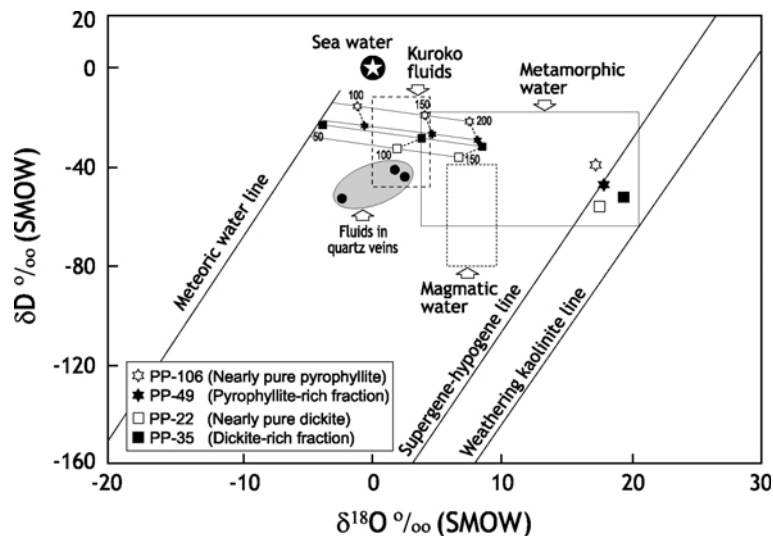 20
0
-40
-60
-120
-160
-20
-10
0
10
20
30
δD º/₀₀ (SMOW)
δ¹⁸O º/₀₀ (SMOW)
Sea water
Kuroko
fluids
Metamorphic
water
100
150
200
50
100
150
Meteoric water line
Fluids in
quartz veins
Magmatic
water
Supergene-hypogene line
Weathering kaolinite line
PP-106 (Nearly pure pyrophyllite)
PP-49 (Pyrophyllite-rich fraction)
PP-22 (Nearly pure dickite)
PP-35 (Dickite-rich fraction)